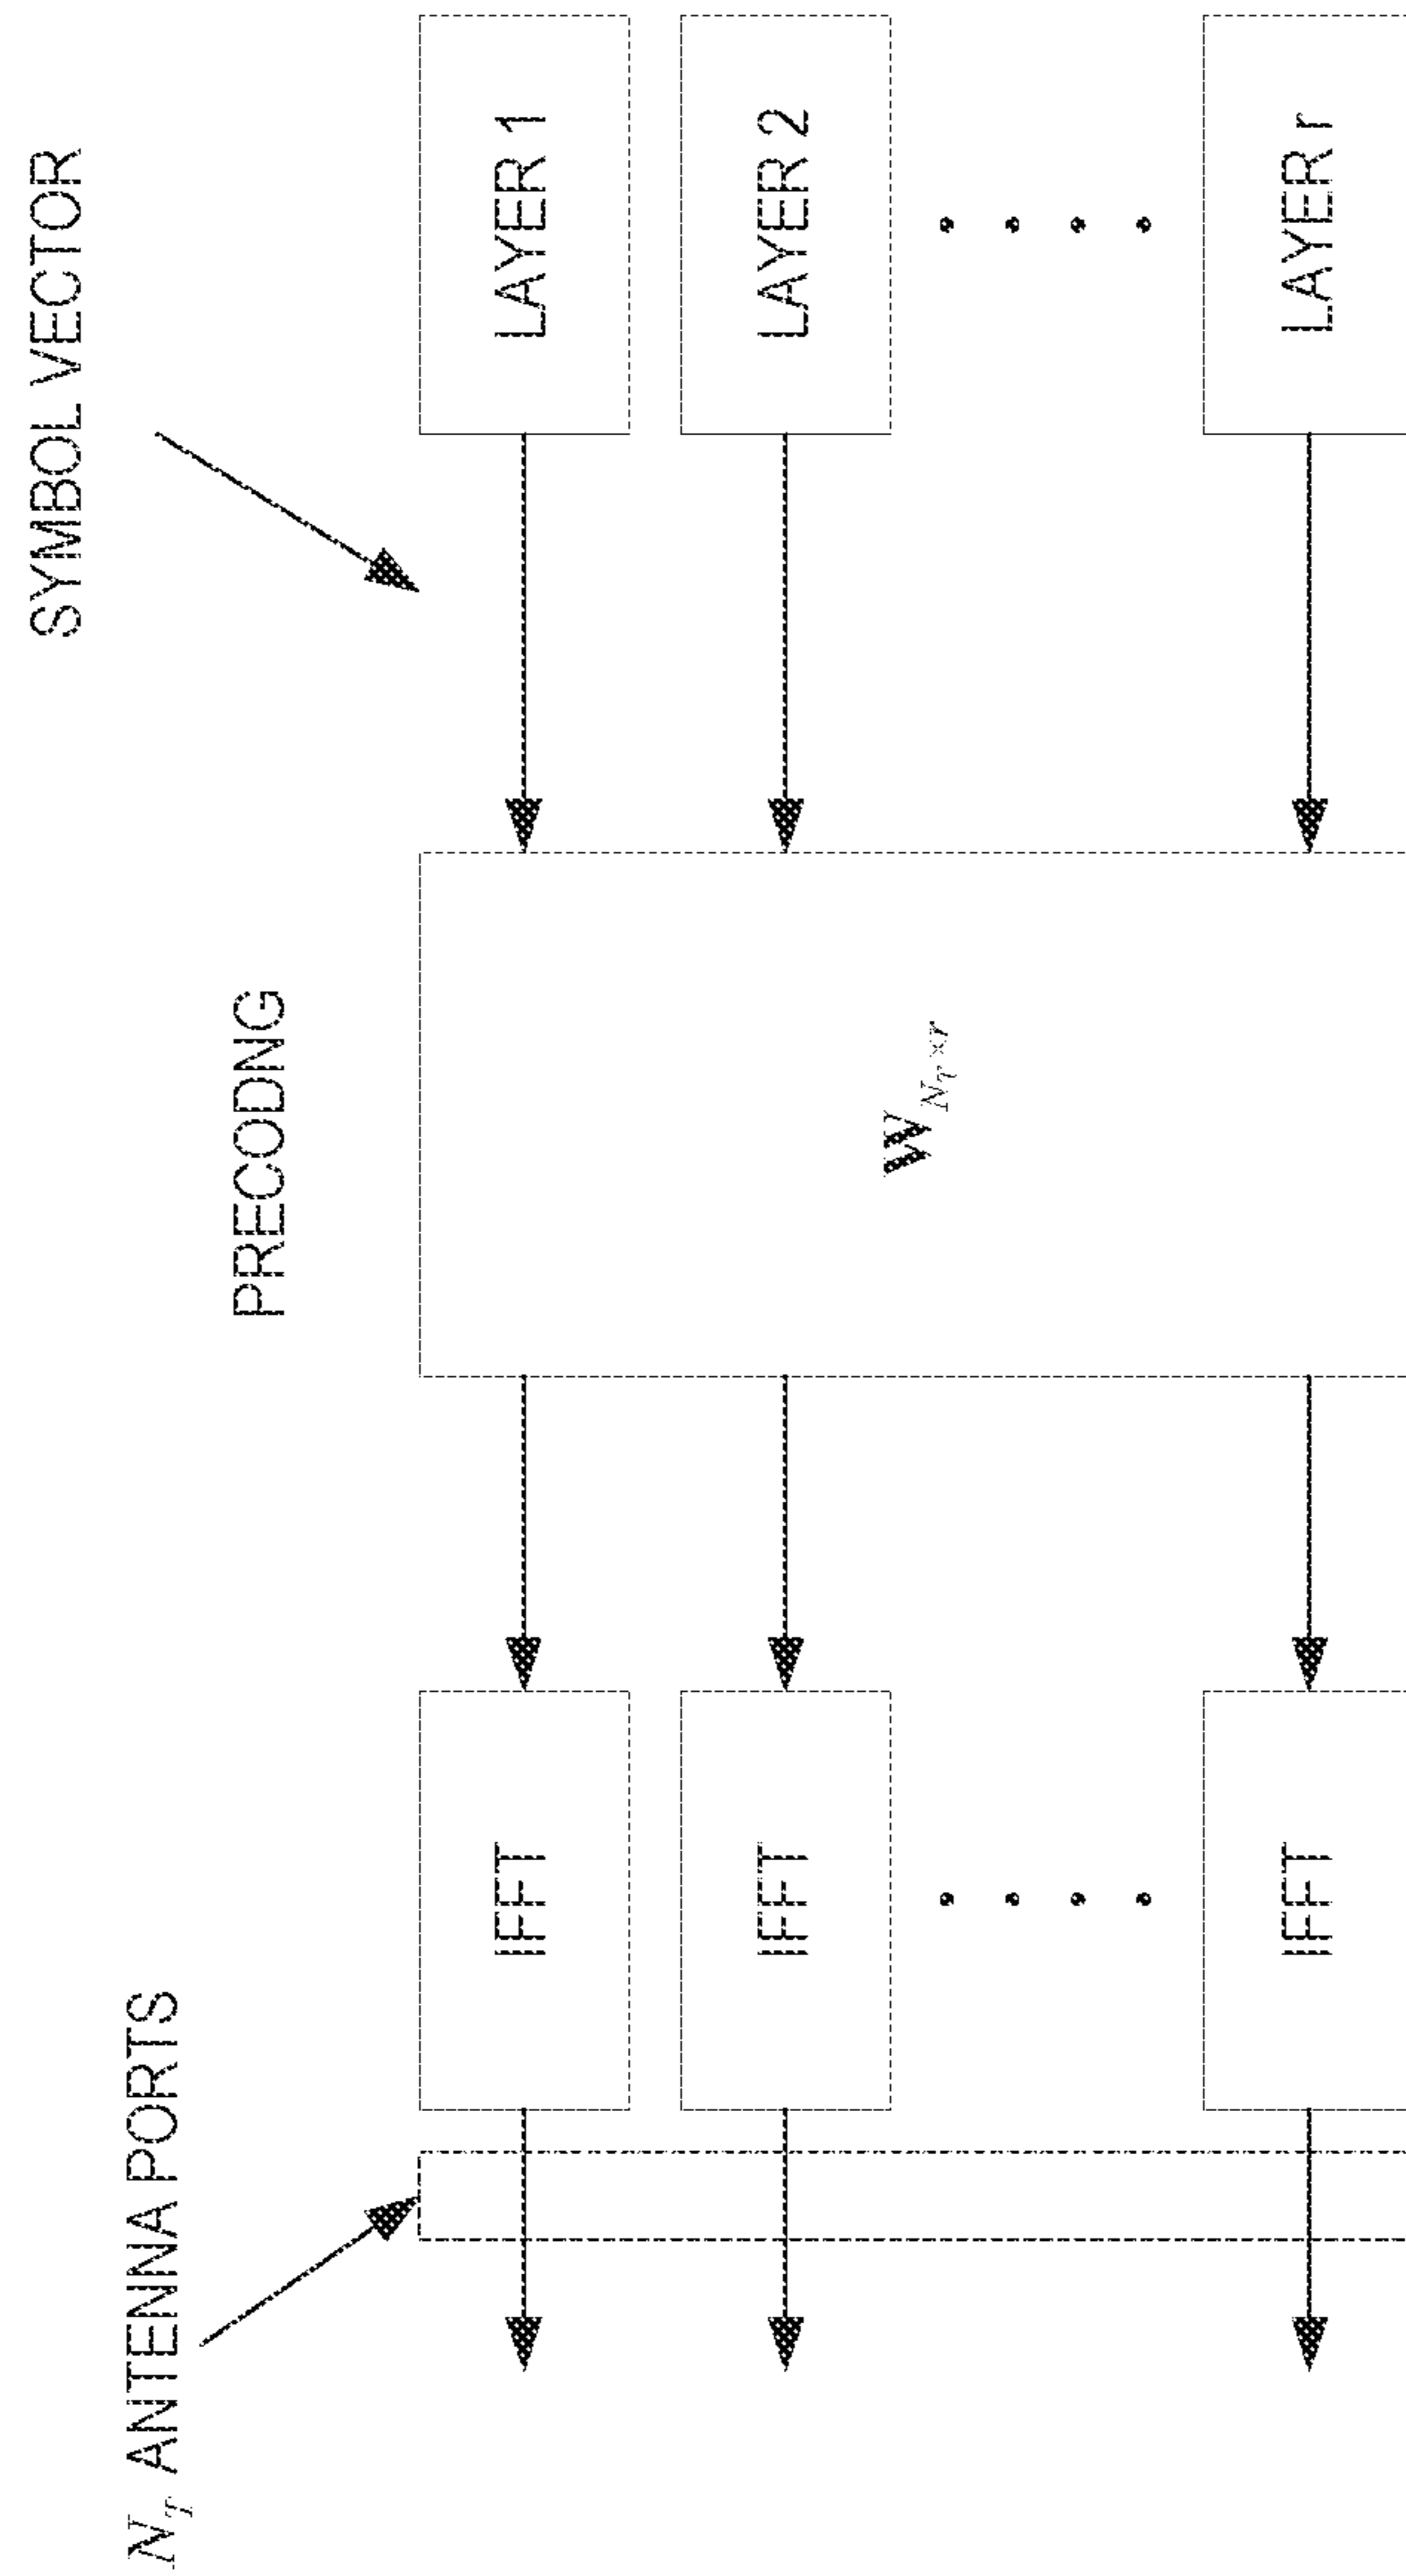 SYMBOL VECTOR
LAYER 1
LAYER 2
LAYER r
PRECODNG
W_{N_T×r}
IFFT
IFFT
IFFT
N_T ANTENNA PORTS